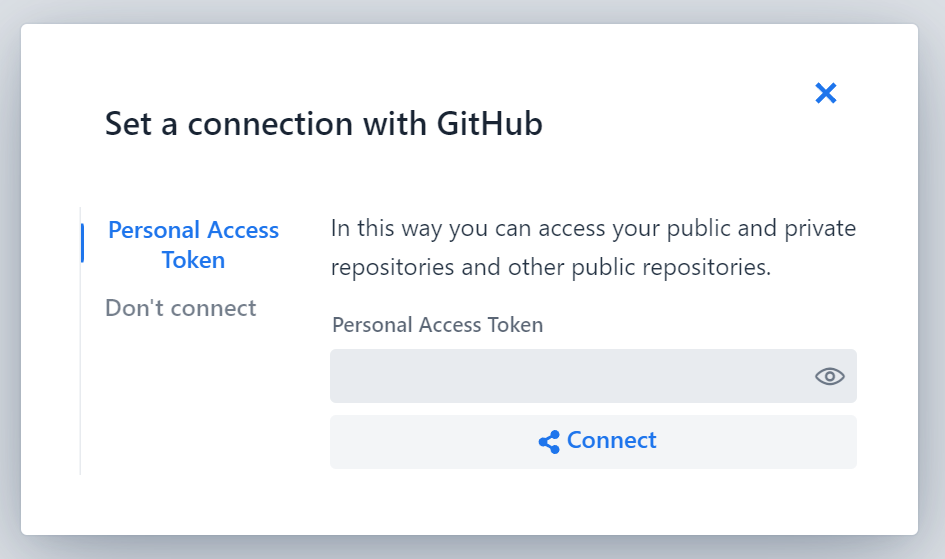 Set a connection with GitHub
Personal Access
Token
Don't connect
In this way you can access your public and private
repositories and other public repositories.
Personal Access Token
Connect